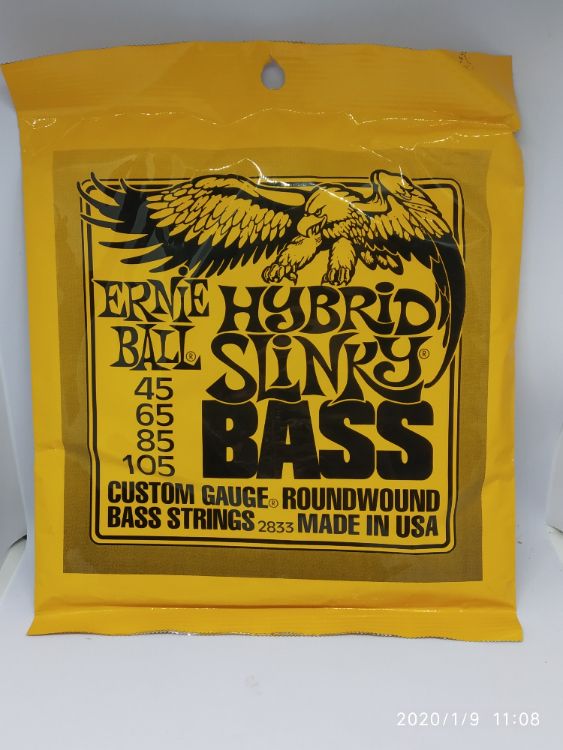 ERNIE BALL®
HYBRID SLINKY®
BASS
45
65
85
105
CUSTOM GAUGE® ROUNDWOUND
BASS STRINGS 2833 MADE IN USA
2020/1/9 11:08